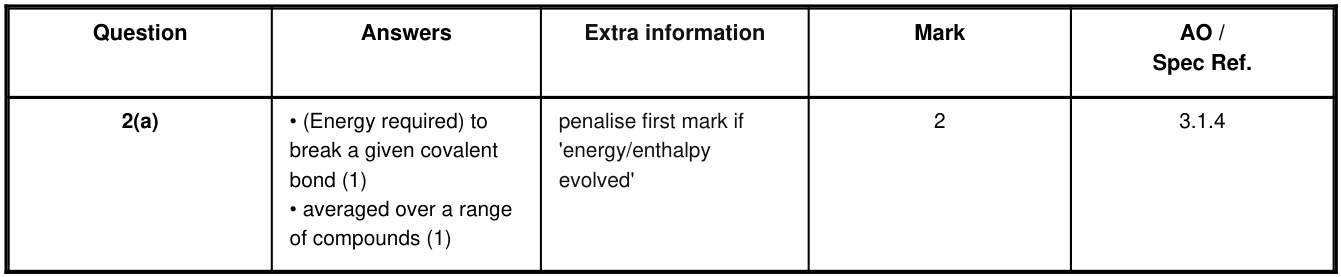 Question Answers Extra information Mark AO /
Spec Ref.
2(a) • (Energy required) to penalise first mark if 2 3.1.4
break a given covalent 'energy/enthalpy
bond (1) evolved'
• averaged over a range
of compounds (1)